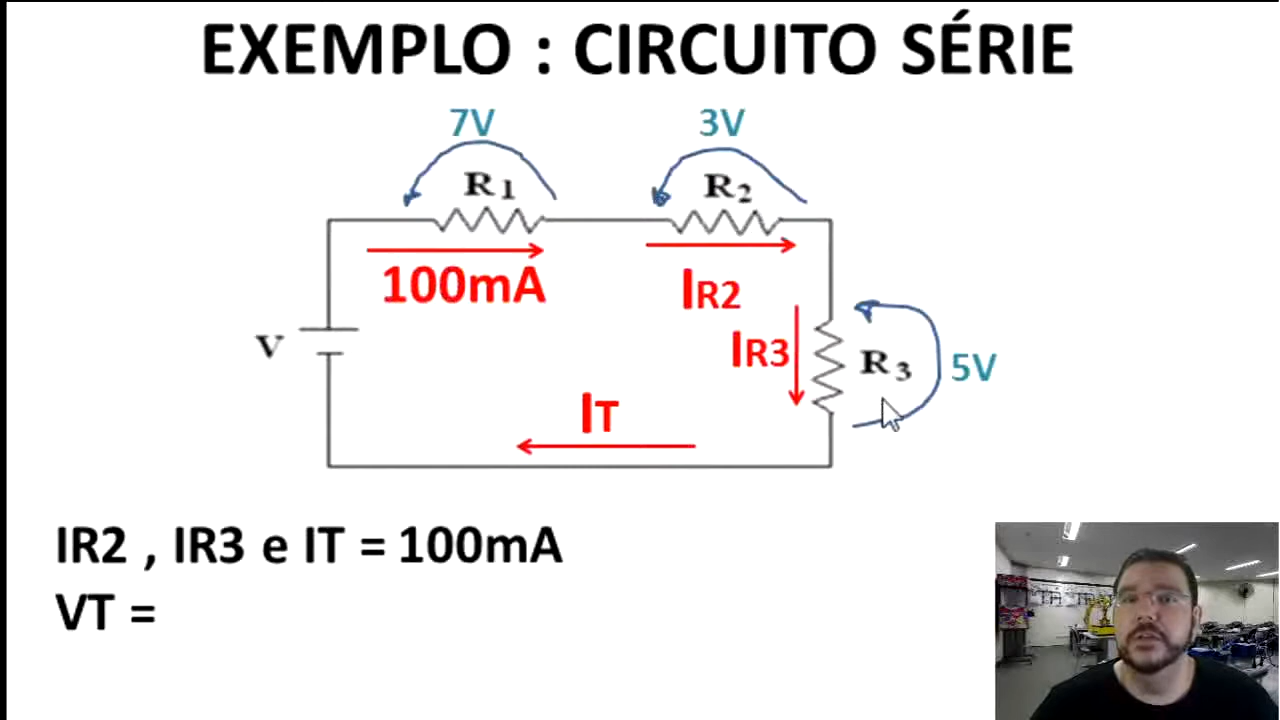 EXEMPLO : CIRCUITO SÉRIE
7V
3V
R1
R2
100mA
IR2
V
IR3
R3
5V
IT
IR2 , IR3 e IT = 100mA
VT =